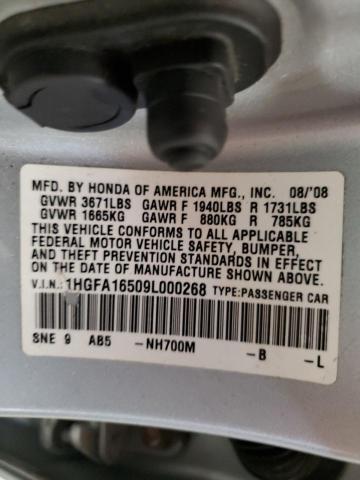 MFD. BY HONDA OF AMERICA MFG., INC. 08/'08
GVWR 3671LBS GAWR F 1940LBS R 1731LBS
GVWR 1665KG GAWR F 880KG R 785KG
THIS VEHICLE CONFORMS TO ALL APPLICABLE
FEDERAL MOTOR VEHICLE SAFETY, BUMPER,
AND THEFT PREVENTION STANDARDS IN EFFECT ON THE
DATE OF MANUFACTURE SHOWN ABOVE.
V.I.N.: 1HGFA16509L000268 TYPE:PASSENGER CAR
SNE 9 AB5 -NH700M -B -L